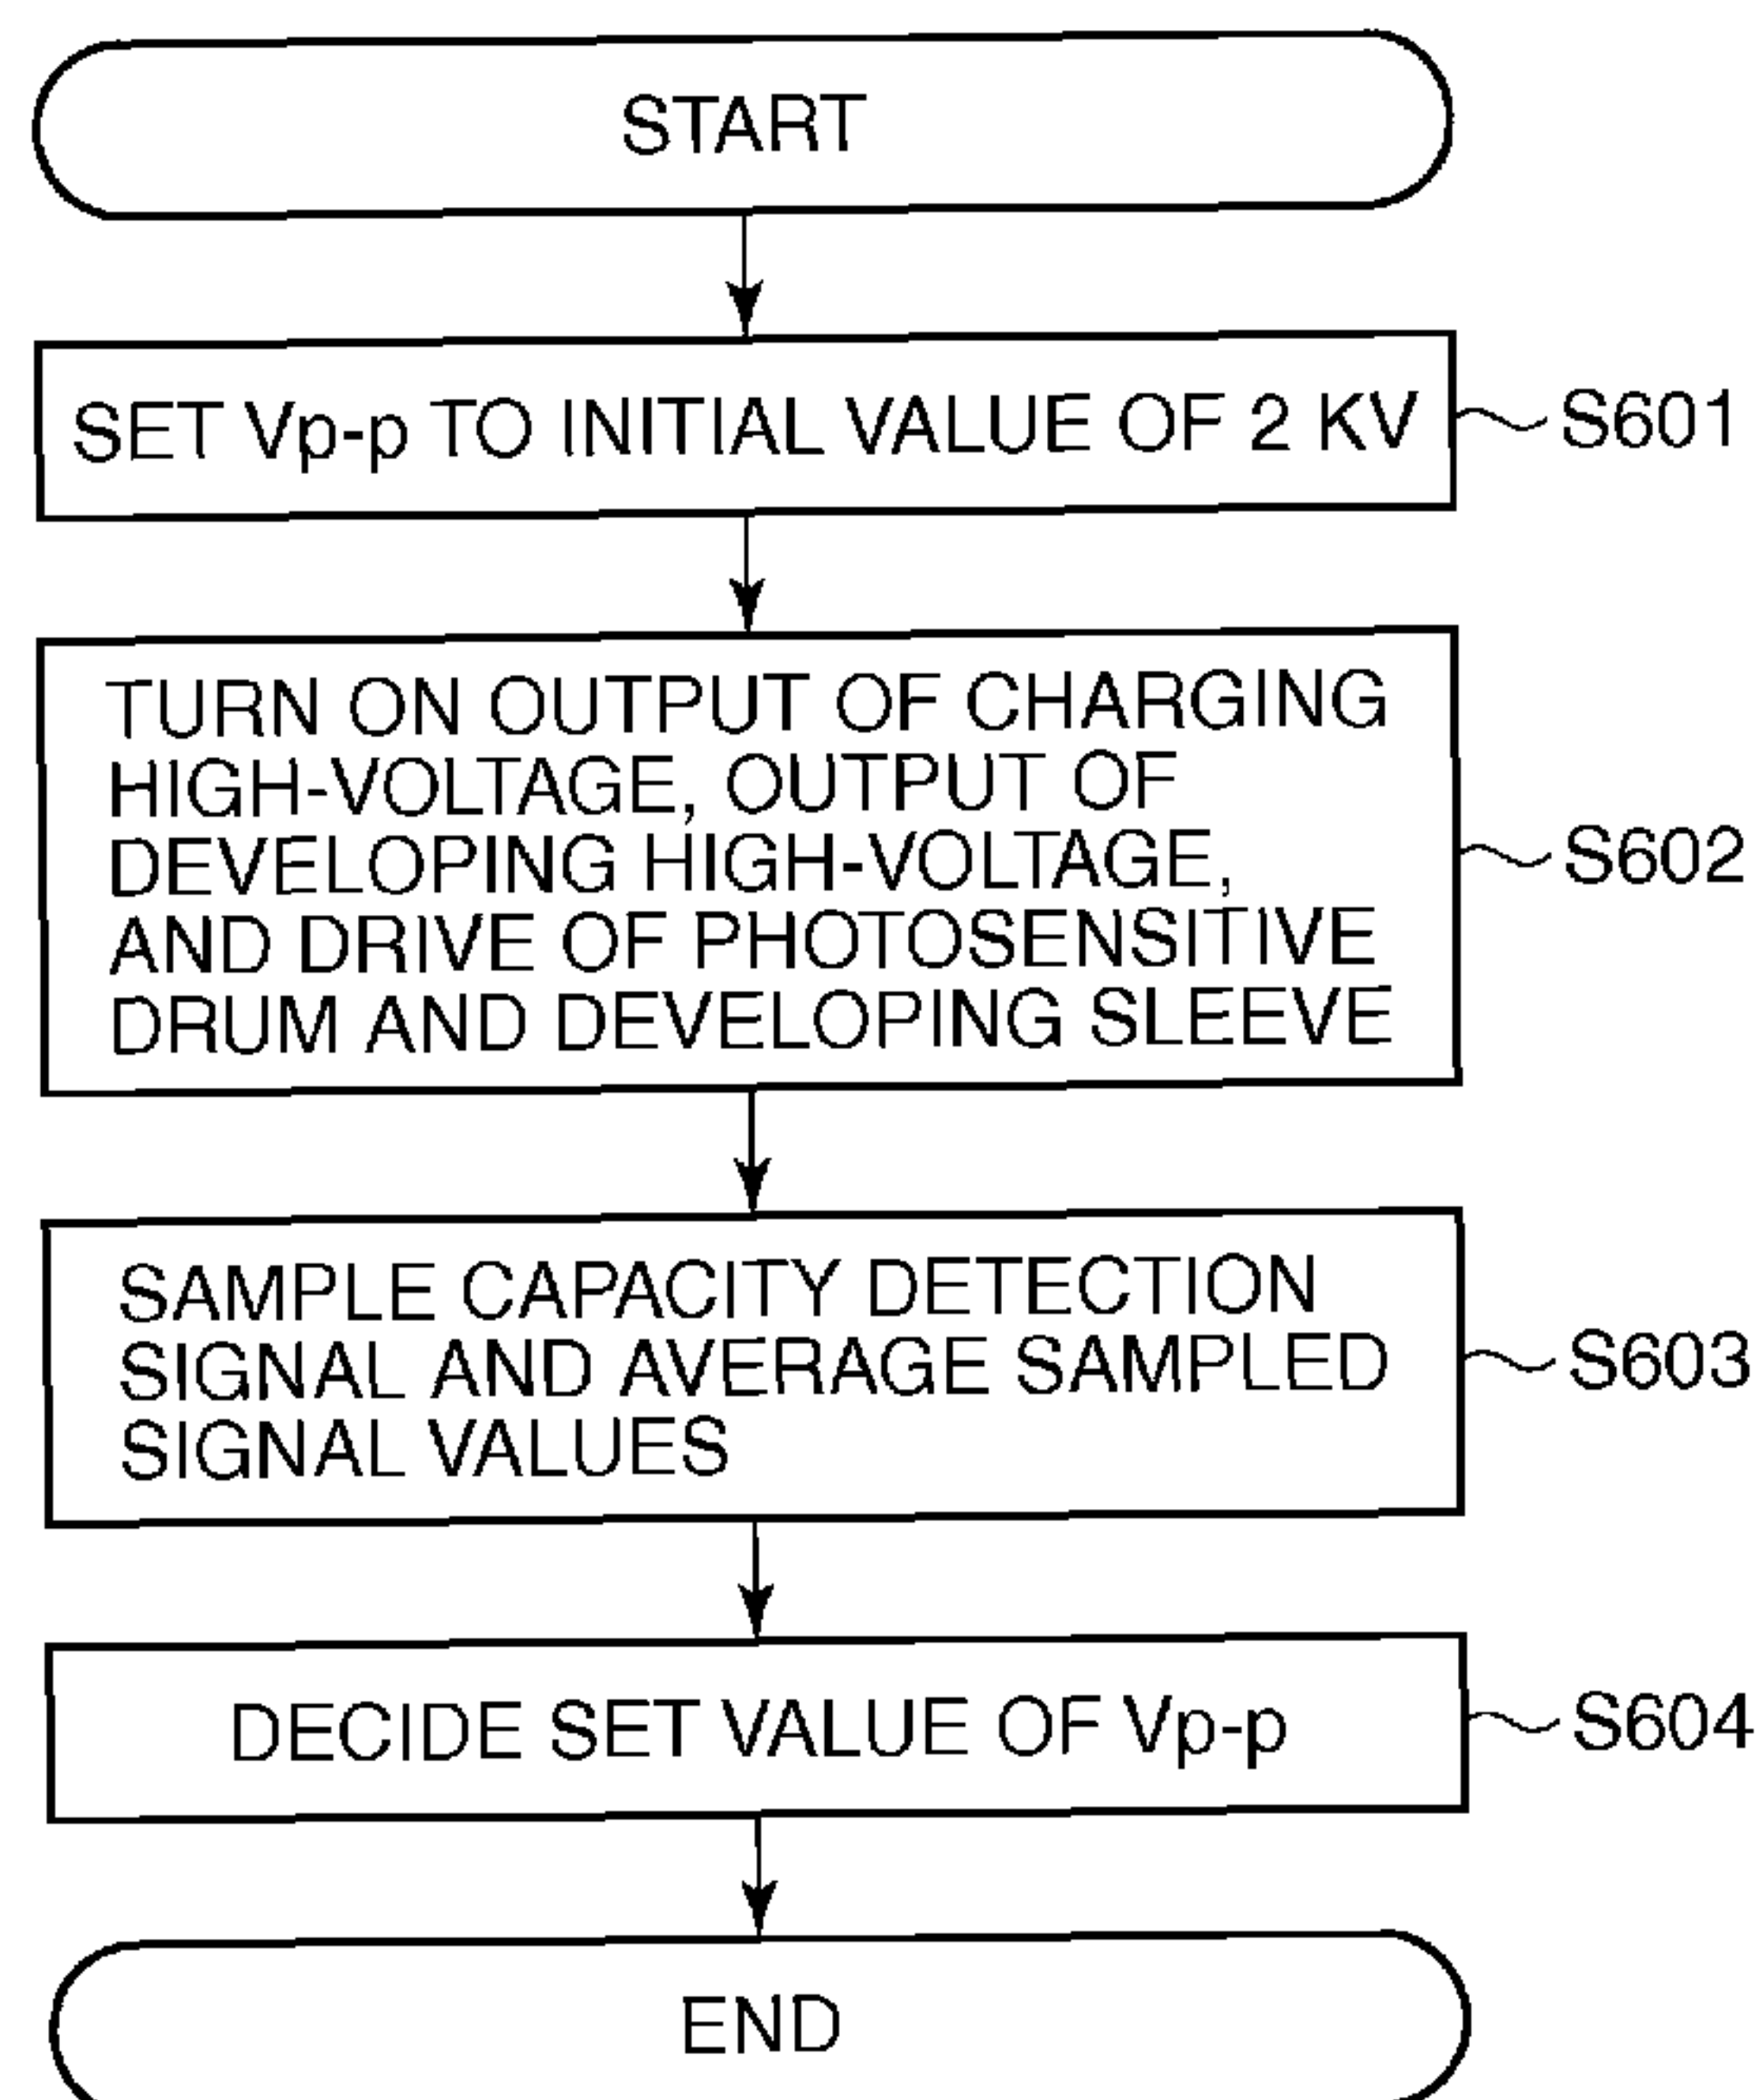 START
SET Vp-p TO INITIAL VALUE OF 2 KV
S601
TURN ON OUTPUT OF CHARGING
HIGH-VOLTAGE, OUTPUT OF
DEVELOPING HIGH-VOLTAGE,
AND DRIVE OF PHOTOSENSITIVE
DRUM AND DEVELOPING SLEEVE
S602
SAMPLE CAPACITY DETECTION
SIGNAL AND AVERAGE SAMPLED
SIGNAL VALUES
S603
DECIDE SET VALUE OF Vp-p
S604
END